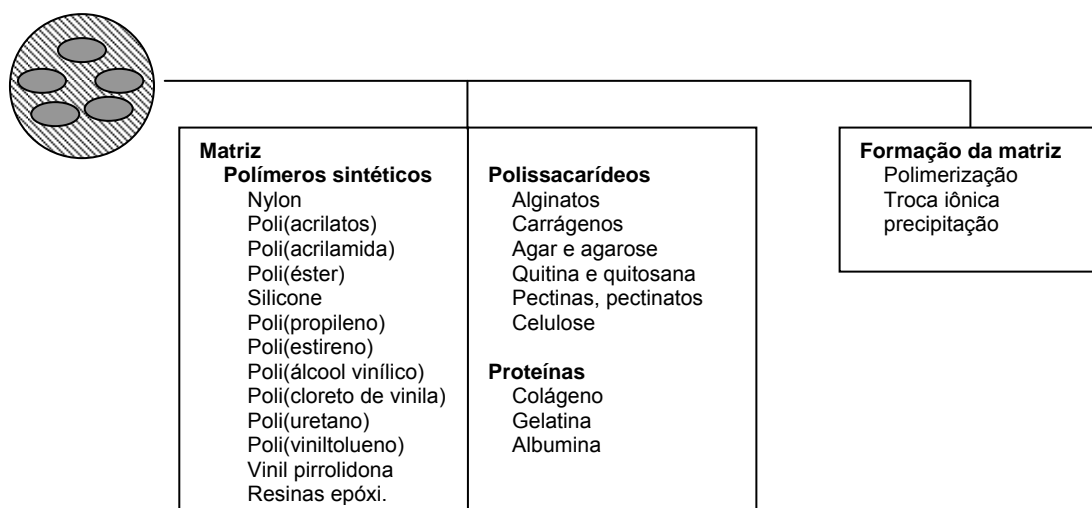 Matriz
Polímeros sintéticos
Nylon
Poli(acrilatos)
Poli(acrilamida)
Poli(éster)
Silicone
Poli(propileno)
Poli(estireno)
Poli(álcool vinílico)
Poli(cloreto de vinila)
Poli(uretano)
Poli(viniltolueno)
Vinil pirrolidona
Resinas epóxi.
Polissacarídeos
Alginatos
Carrágenos
Agar e agarose
Quitina e quitosana
Pectinas, pectinatos
Celulose
Proteínas
Colágeno
Gelatina
Albumina
Formação da matriz
Polimerização
Troca iônica
precipitação